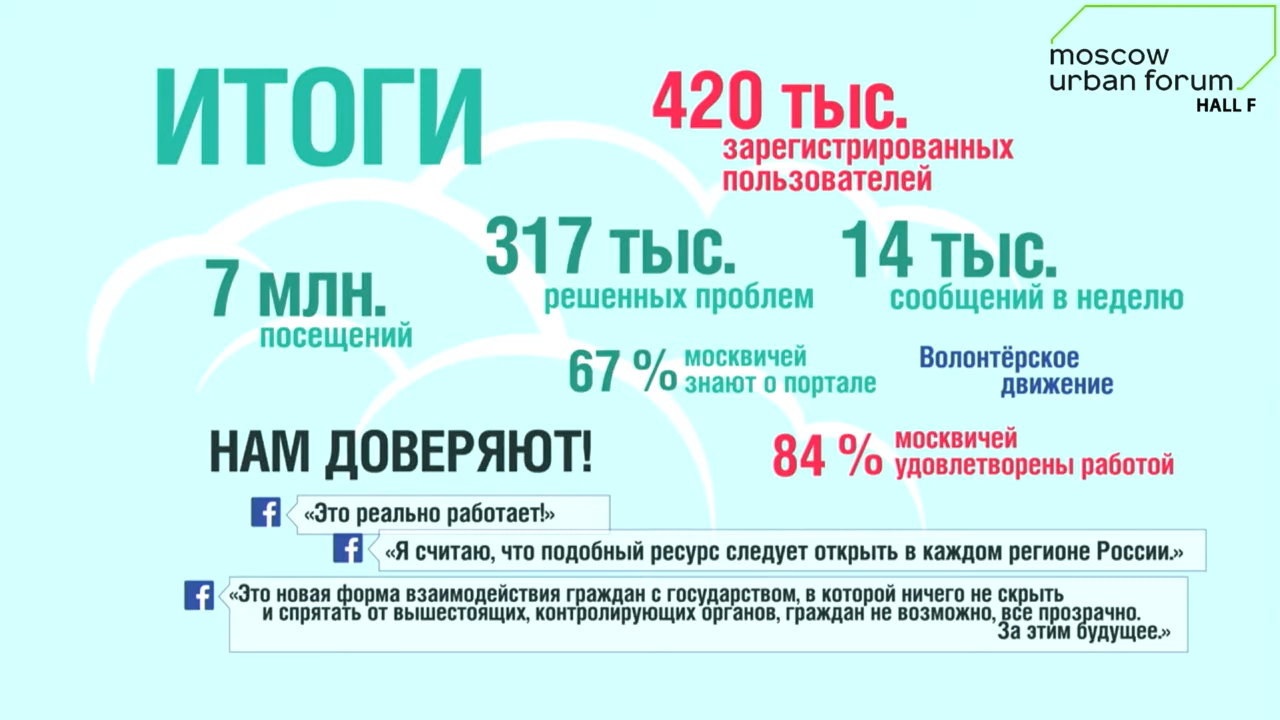 moscow
urban forum
HALL F
ИТОГИ
420 тыс.
зарегистрированных
пользователей
7 млн.
посещений
317 тыс.
решенных проблем
14 тыс.
сообщений в неделю
67 % москвичей
знают о портале
Волонтёрское
движение
НАМ ДОВЕРЯЮТ!
84 % москвичей
удовлетворены работой
«Это реально работает!»
«Я считаю, что подобный ресурс следует открыть в каждом регионе России.»
«Это новая форма взаимодействия граждан с государством, в которой ничего не скрыть
и спрятать от вышестоящих, контролирующих органов, граждан не возможно, все прозрачно.
За этим будущее.»